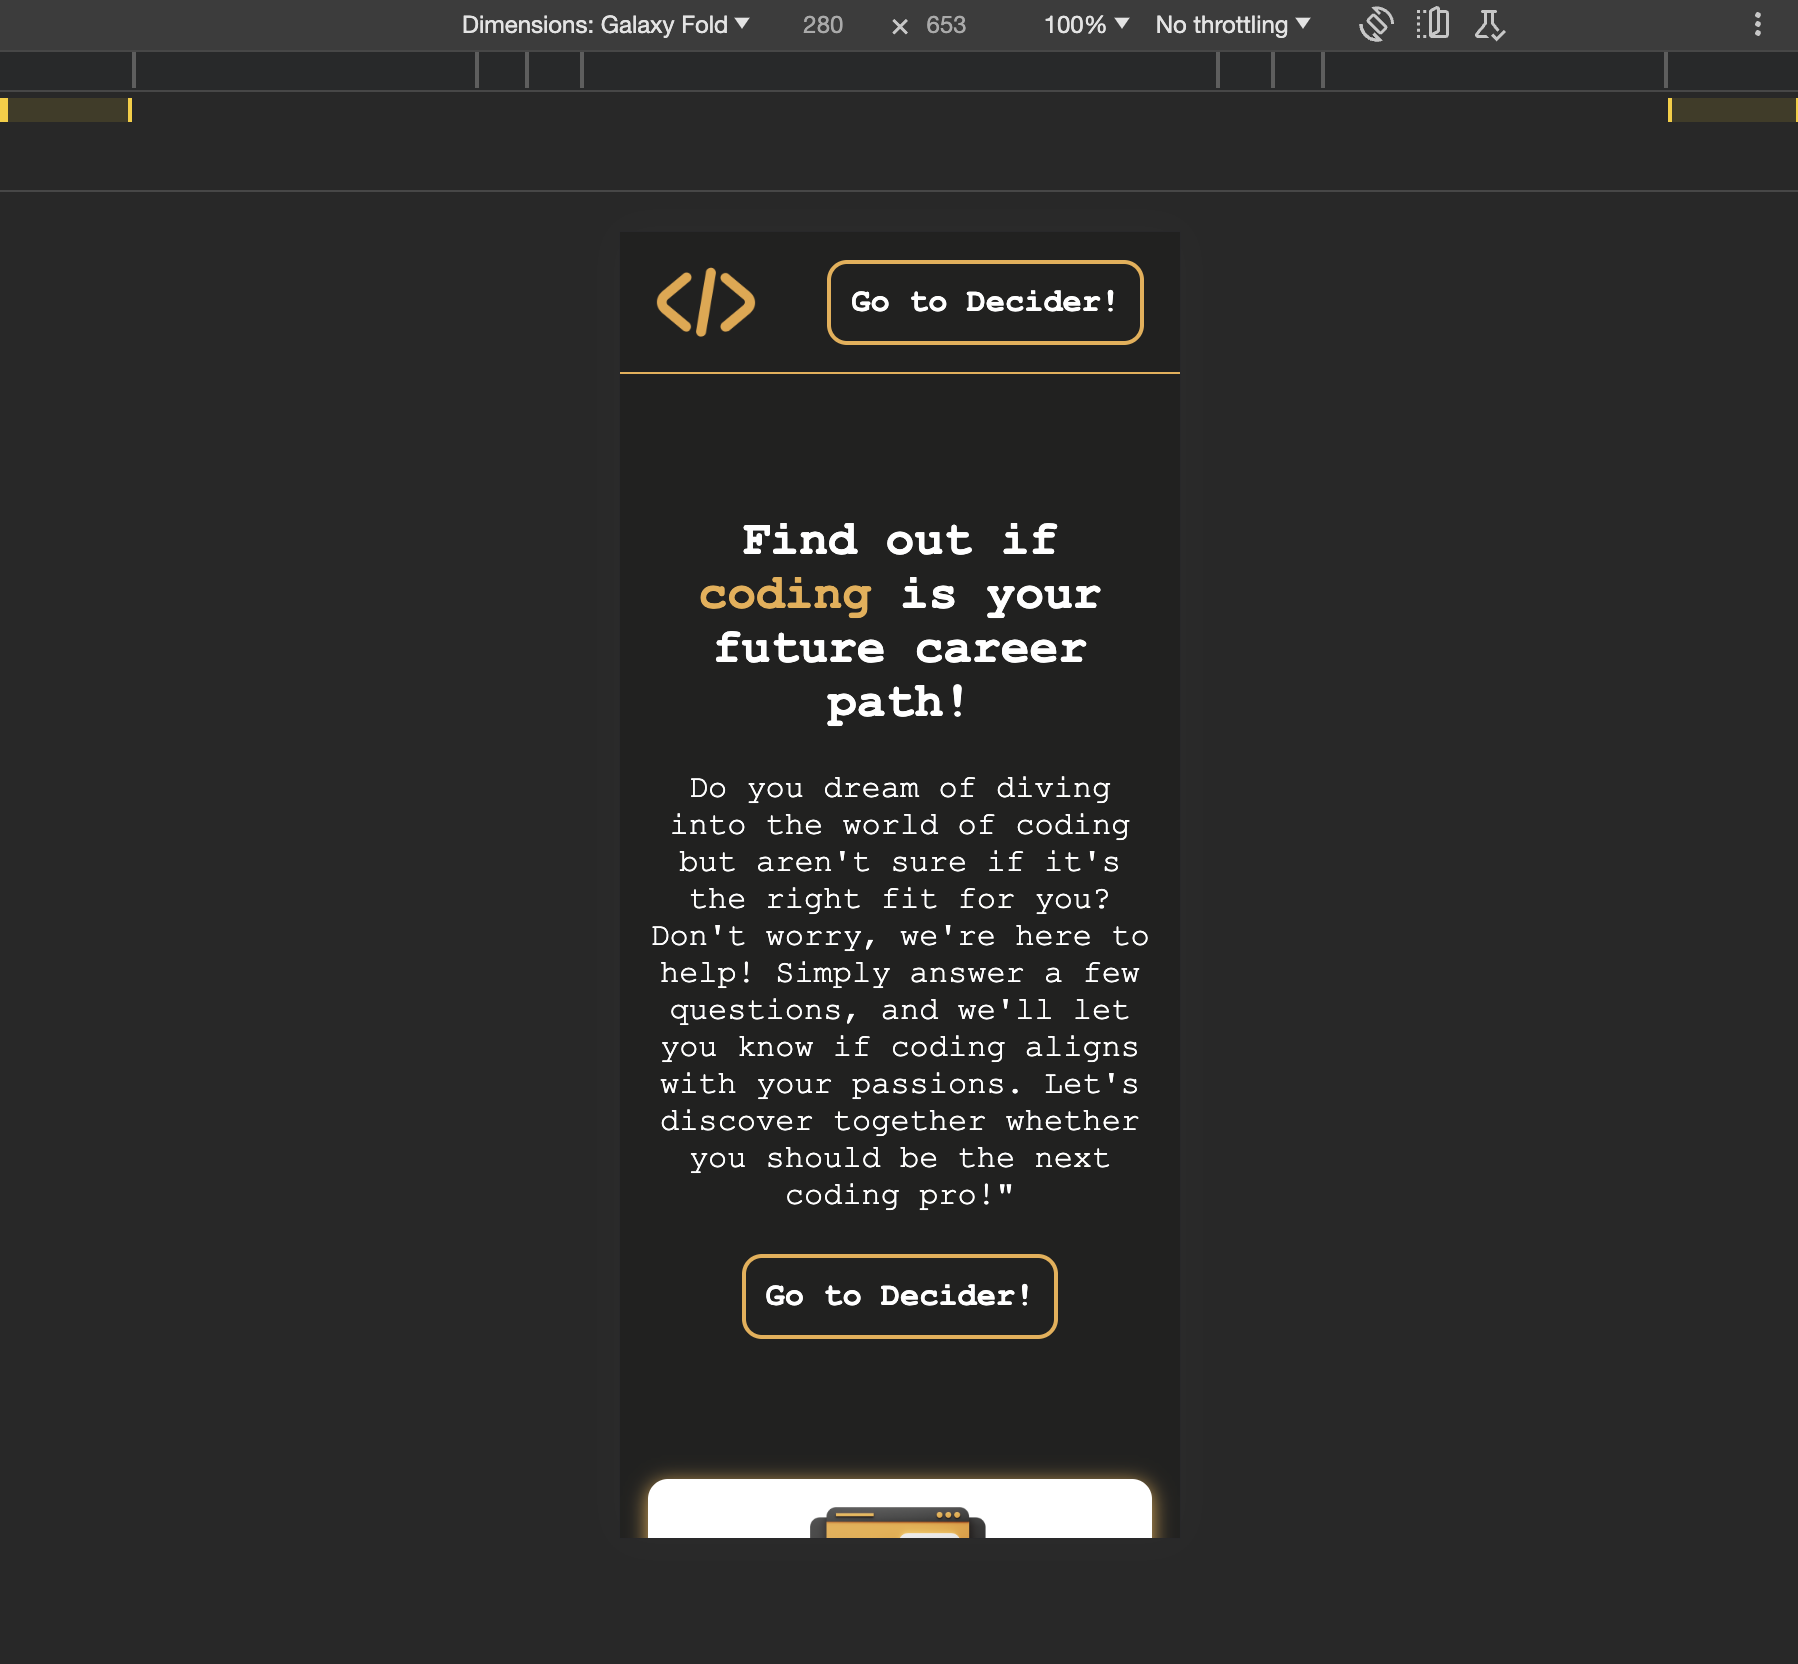 Dimensions: Galaxy Fold 280 × 653 100% No throttling
</> Go to Decider!
Find out if
coding is your
future career
path!
Do you dream of diving
into the world of coding
but aren't sure if it's
the right fit for you?
Don't worry, we're here to
help! Simply answer a few
questions, and we'll let
you know if coding aligns
with your passions. Let's
discover together whether
you should be the next
coding pro!"
Go to Decider!